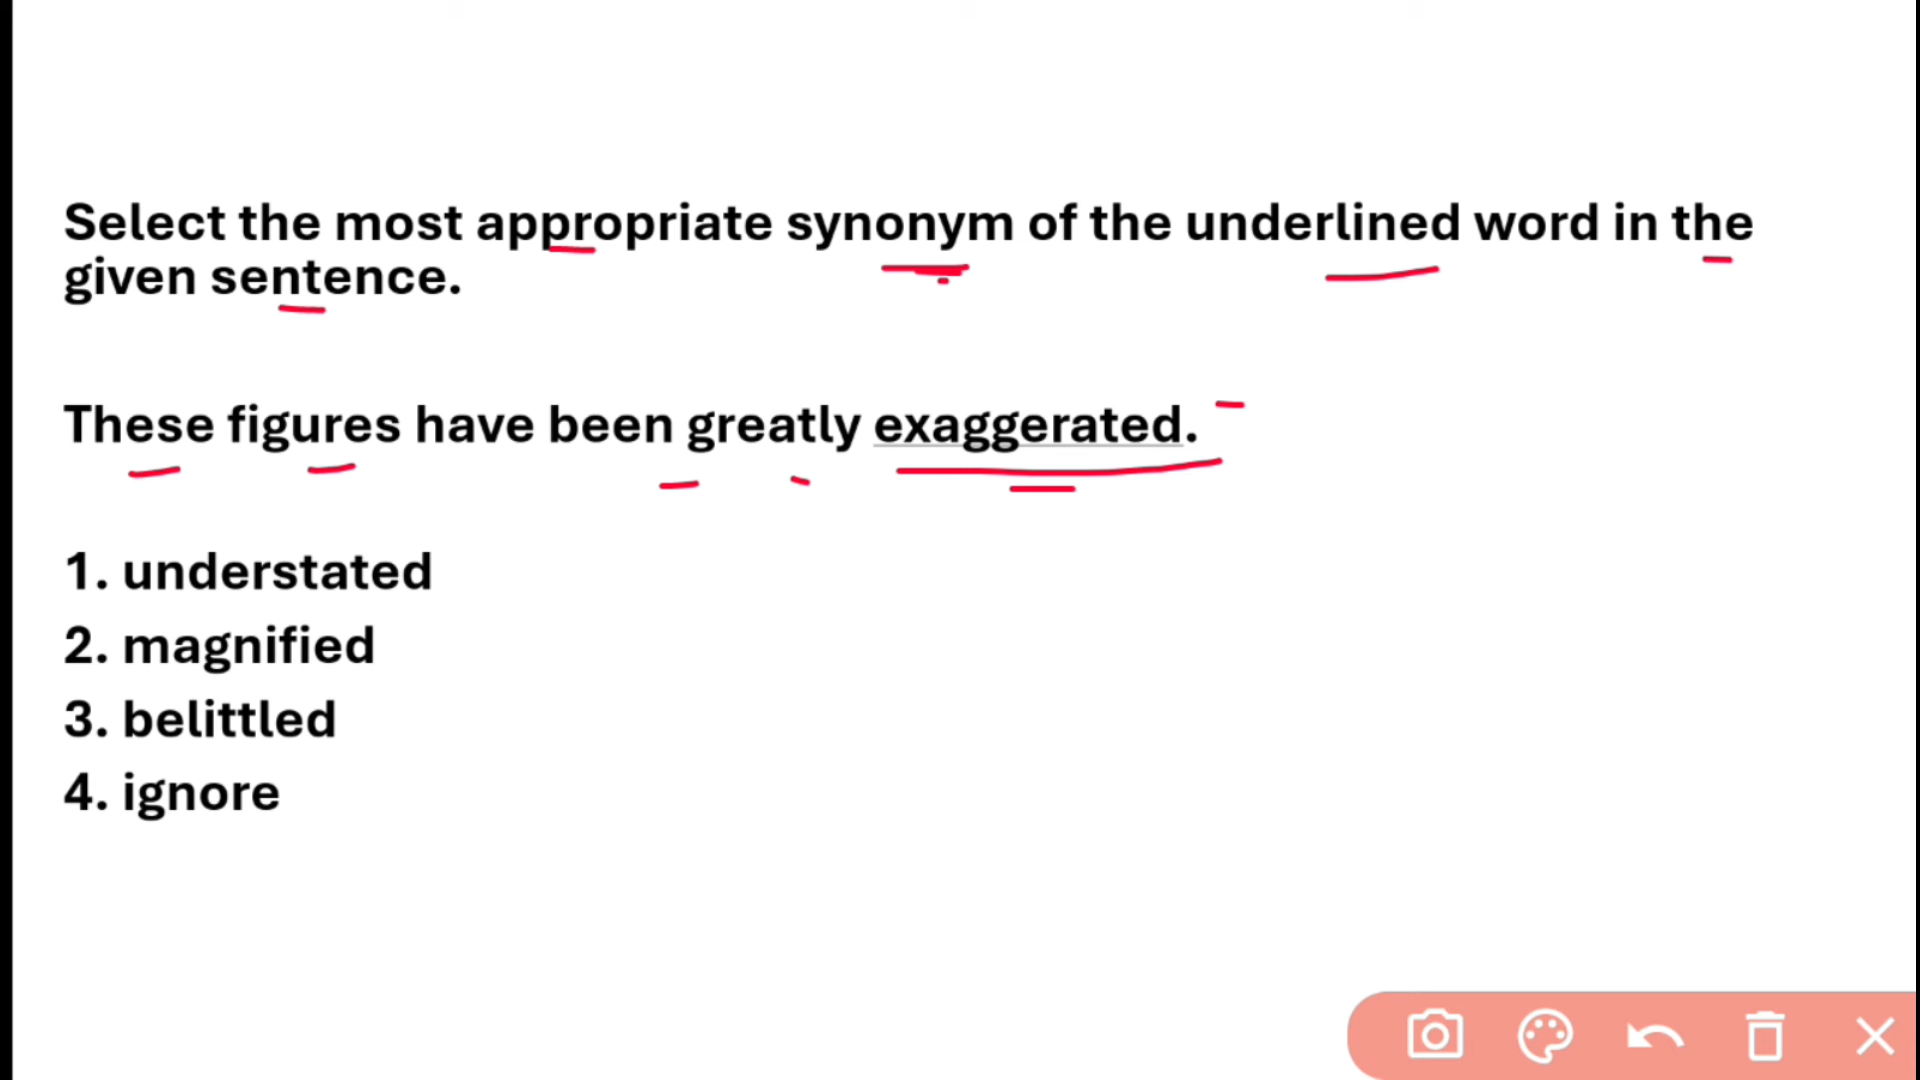 Select the most appropriate synonym of the underlined word in the
given sentence.
These figures have been greatly exaggerated.
1. understated
2. magnified
3. belittled
4. ignore